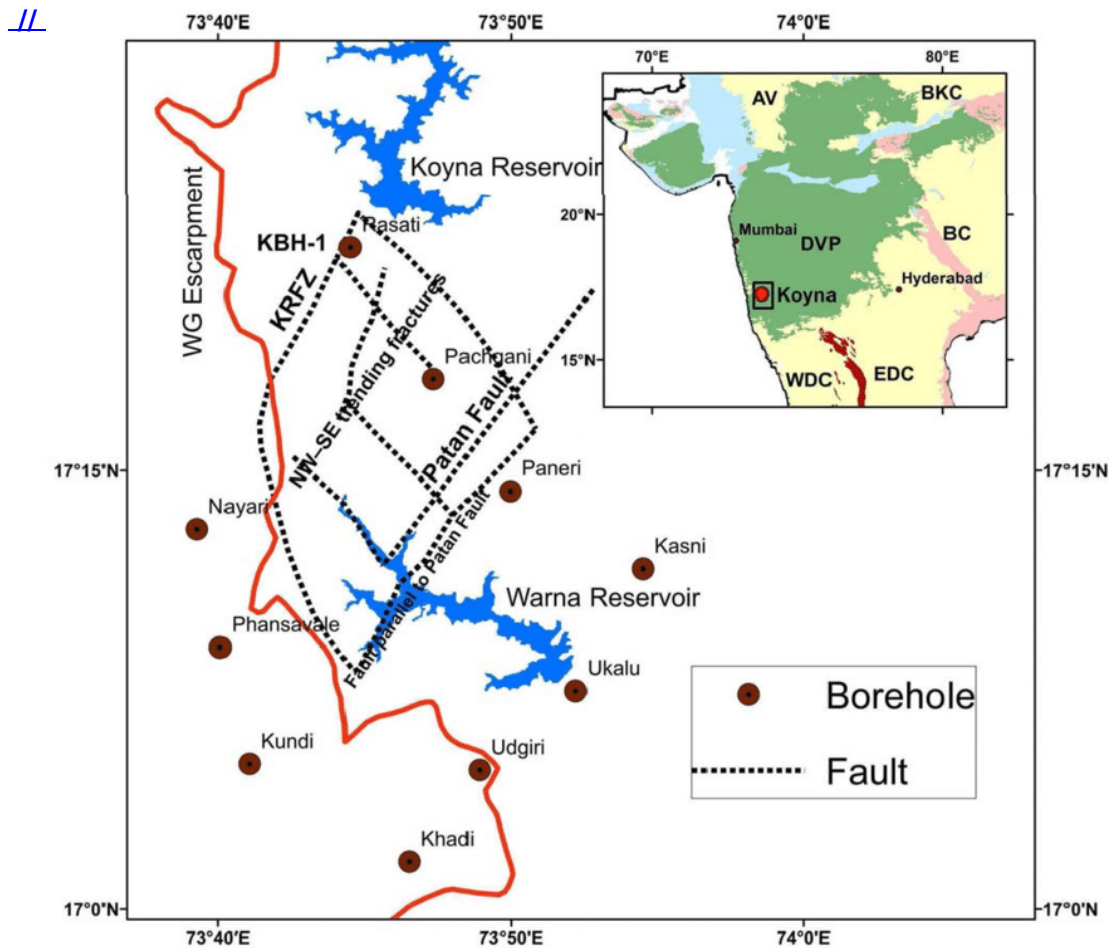 //
73°40'E 73°50'E 74°0'E
70°E 80°E
AV BKC
Koyna Reservoir
20°N
Mumbai
DVP
BC
Hyderabad
Koyna
15°N
WDC EDC
WG Escarpment
Rasati
KBH-1
KRFZ
NW-SE trending fractures
Pachgani
Patan Fault
17°15'N 17°15'N
Paneri
Nayari
Fault parallel to Patan Fault
Kasni
Warna Reservoir
Phansavale
Ukalu
Borehole
Kundi
Udgiri
Fault
Khadi
17°0'N 17°0'N
73°40'E 73°50'E 74°0'E